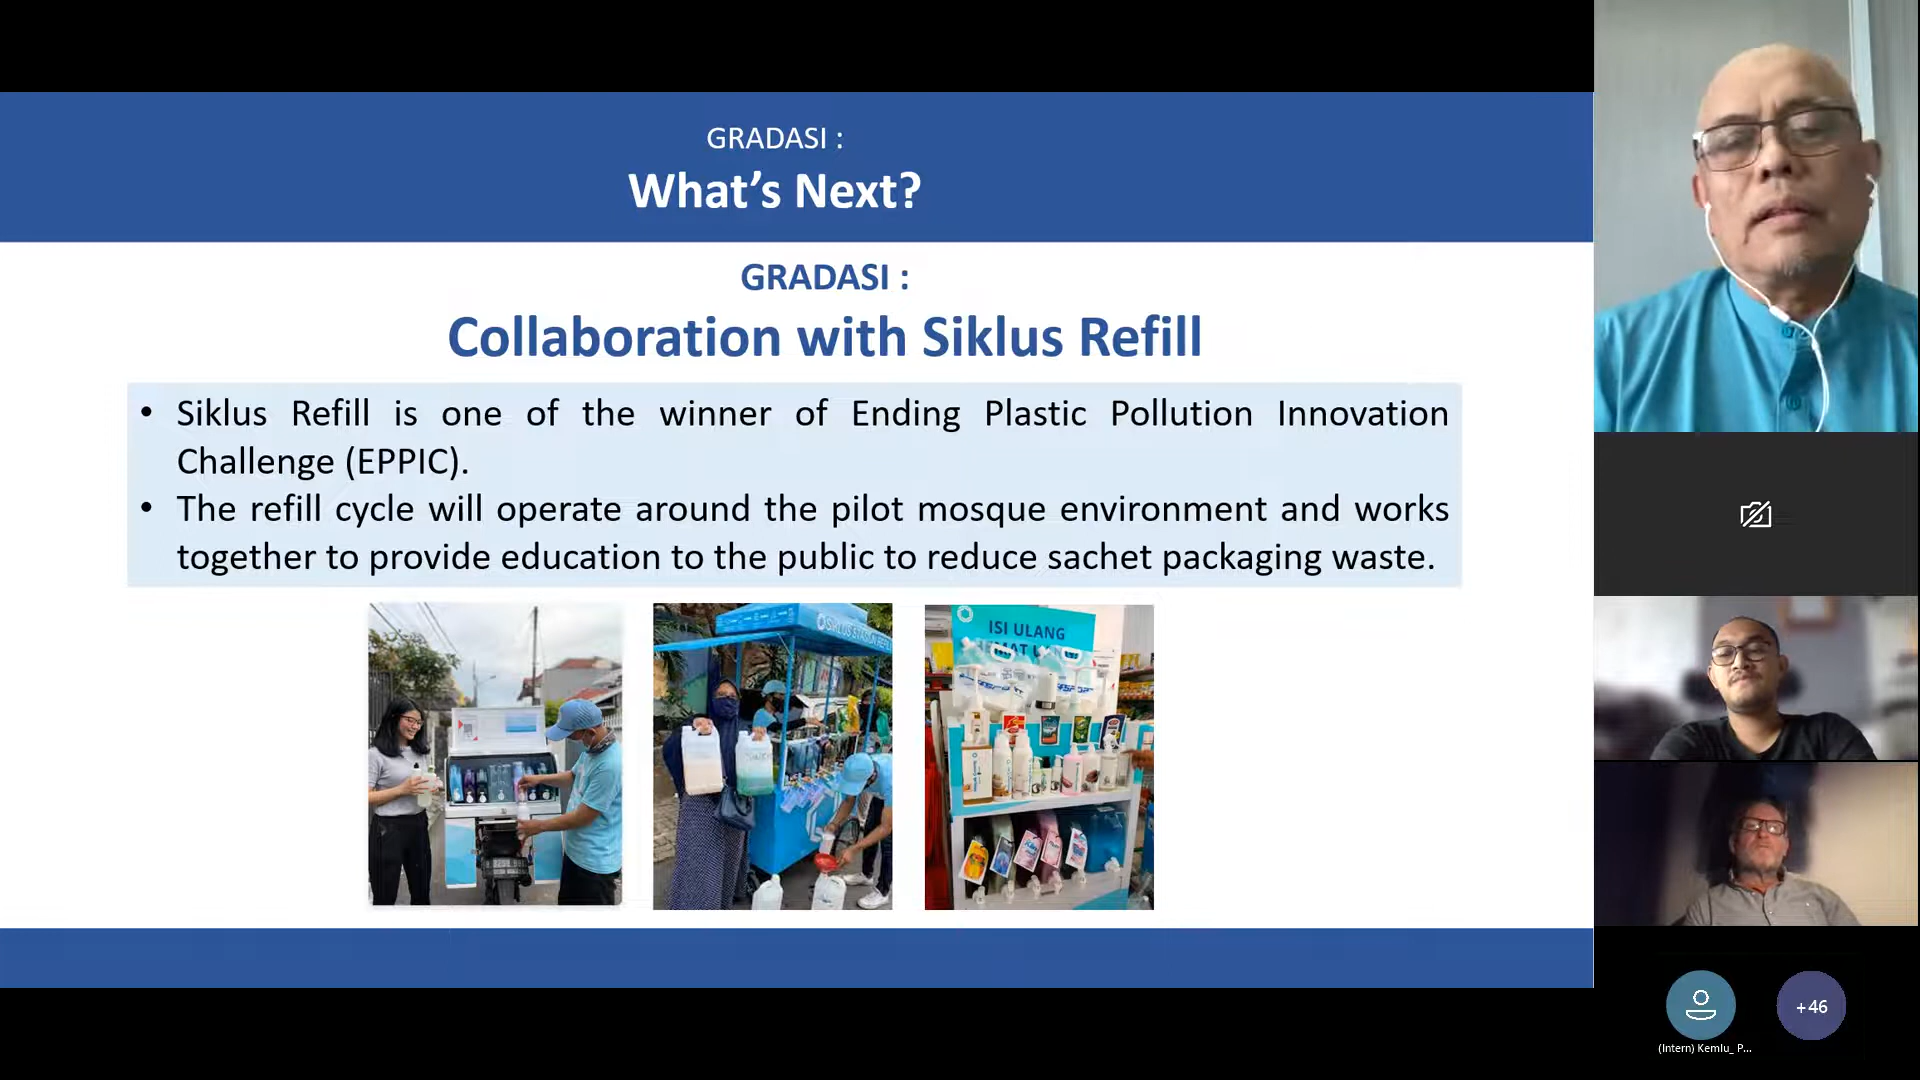 GRADASI :
What's Next?
GRADASI :
Collaboration with Siklus Refill
• Siklus Refill is one of the winner of Ending Plastic Pollution Innovation
Challenge (EPPIC).
• The refill cycle will operate around the pilot mosque environment and works
together to provide education to the public to reduce sachet packaging waste.
SIKLUS
ISI ULANG
+46
(Intern) Kemlu_ P...